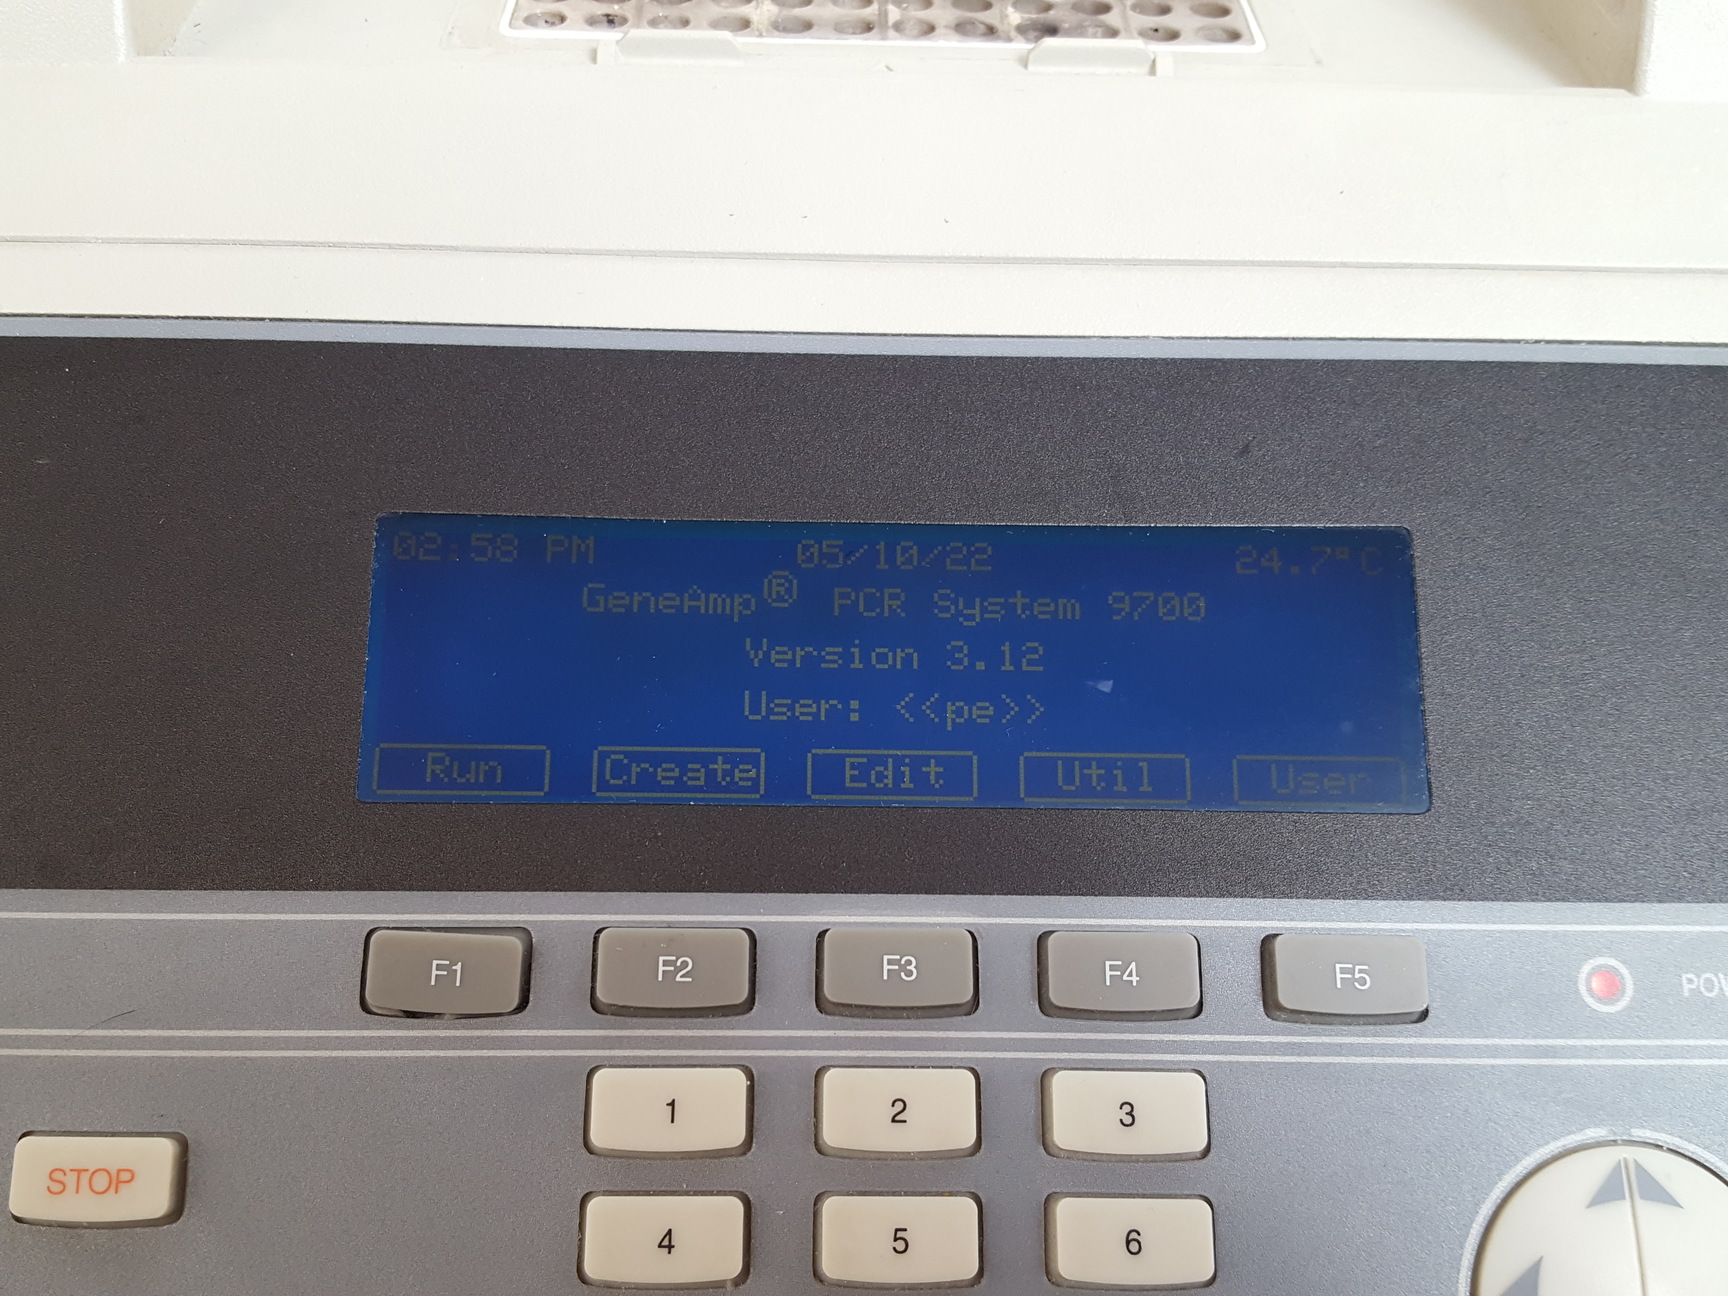 02:58 PM 05/10/22 24.7°C
GeneAmp® PCR System 9700
Version 3.12
User: <<pe>>
Run Create Edit Util User
F1 F2 F3 F4 F5
1 2 3
STOP
4 5 6